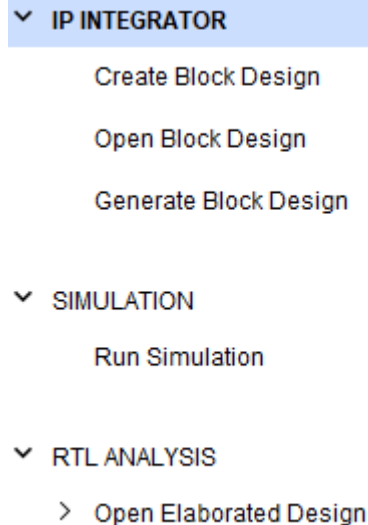 IP INTEGRATOR
Create Block Design
Open Block Design
Generate Block Design
SIMULATION
Run Simulation
RTL ANALYSIS
Open Elaborated Design